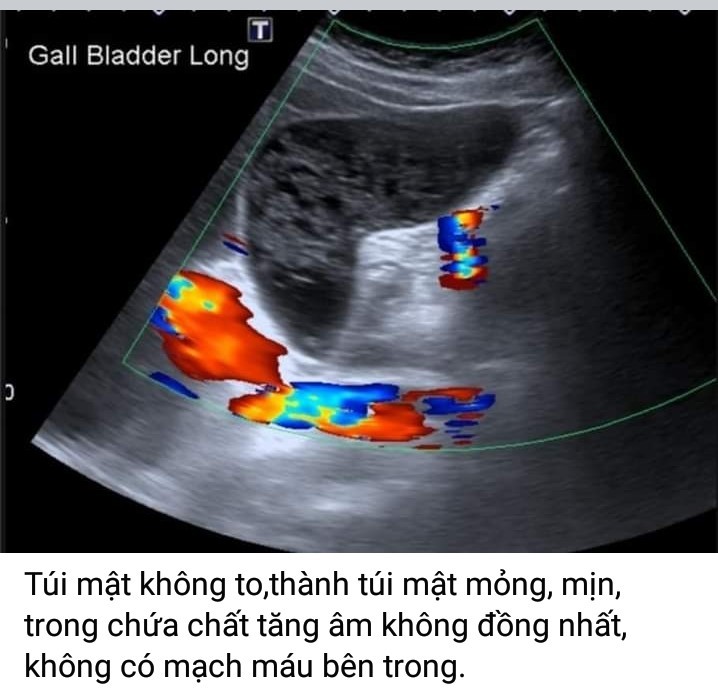 T
Gall Bladder Long
Túi mật không to,thành túi mật mỏng, mịn,
trong chứa chất tăng âm không đồng nhất,
không có mạch máu bên trong.